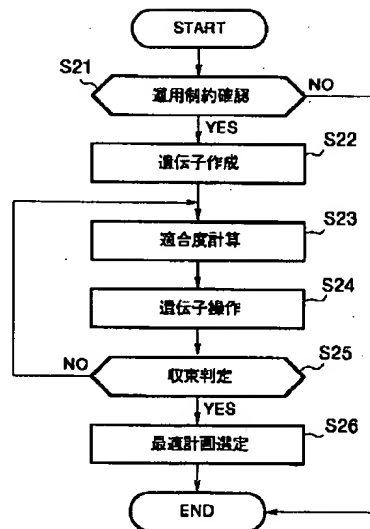 START
S21
運用制約確認
NO
YES
S22
遺伝子作成
S23
適合度計算
S24
遺伝子操作
NO
S25
収束判定
YES
S26
最適計画選定
END